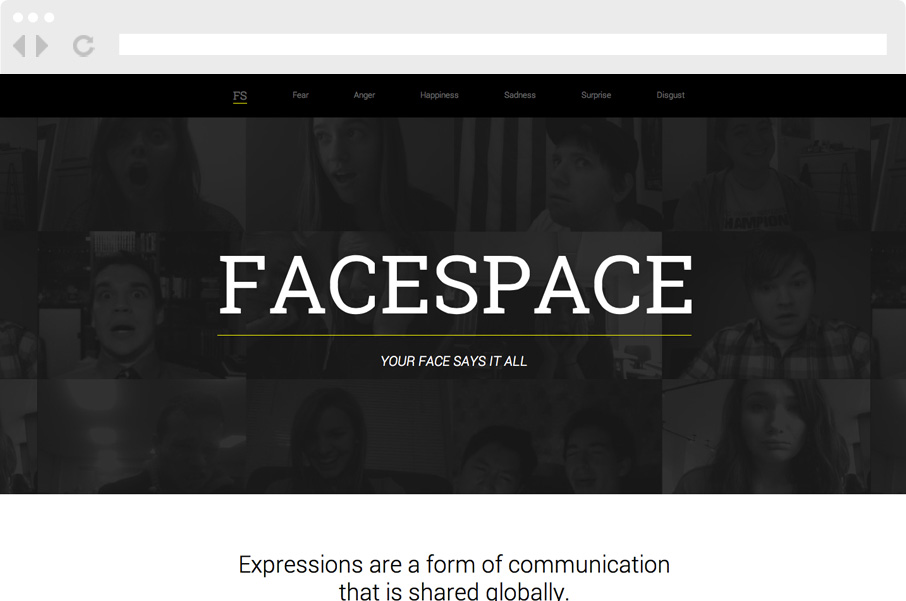 FS Fear Anger Happiness Sadness Surprise Disgust
CHAMPION
FACESPACE
YOUR FACE SAYS IT ALL
Expressions are a form of communication
that is shared globally.